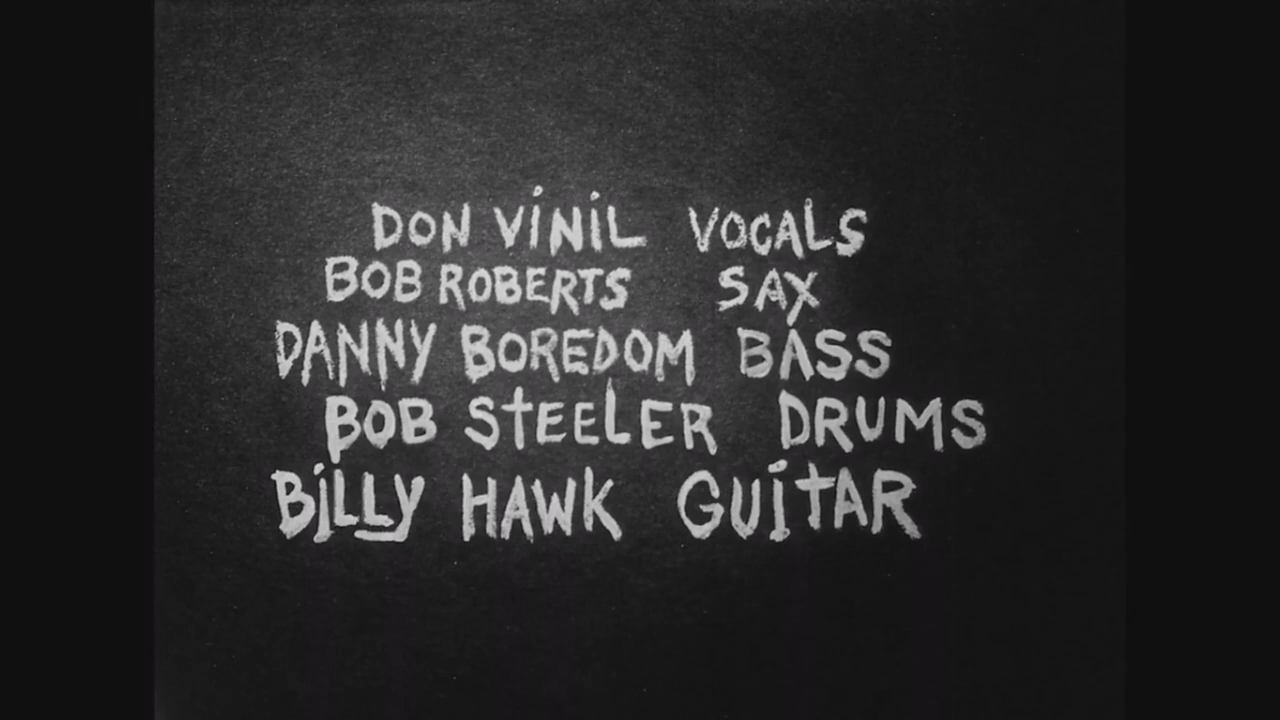 DON VINIL VOCALS
BOB ROBERTS SAX
DANNY BOREDOM BASS
BOB STEELER DRUMS
BILLY HAWK GUITAR